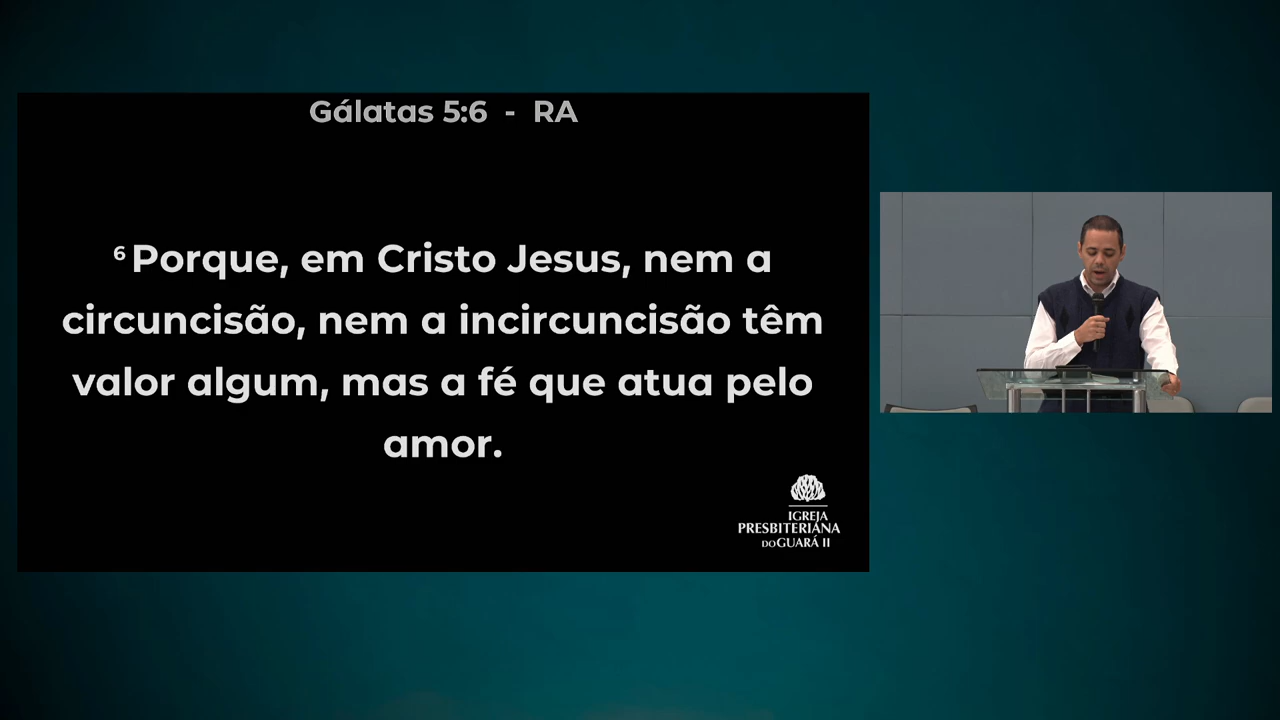 Gálatas 5:6 - RA
6 Porque, em Cristo Jesus, nem a
circuncisão, nem a incircuncisão têm
valor algum, mas a fé que atua pelo
amor.
IGREJA
PRESBITERIANA
DO GUARÁ II